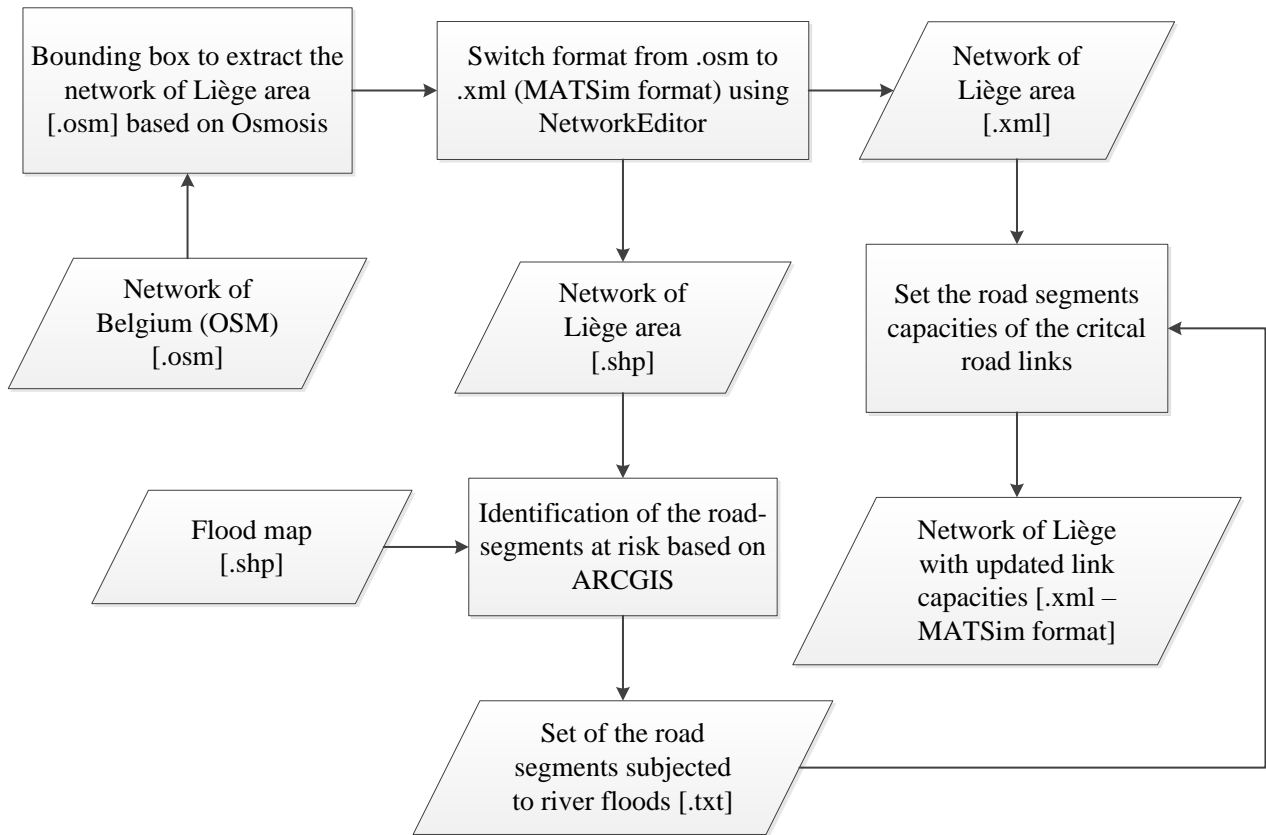 Bounding box to extract the
network of Liège area
[.osm] based on Osmosis
Switch format from .osm to
.xml (MATSim format) using
NetworkEditor
Network of
Liège area
[.xml]
Network of
Belgium (OSM)
[.osm]
Network of
Liège area
[.shp]
Set the road segments
capacities of the critcal
road links
Flood map
[.shp]
Identification of the road-
segments at risk based on
ARCGIS
Network of Liège
with updated link
capacities [.xml –
MATSim format]
Set of the road
segments subjected
to river floods [.txt]